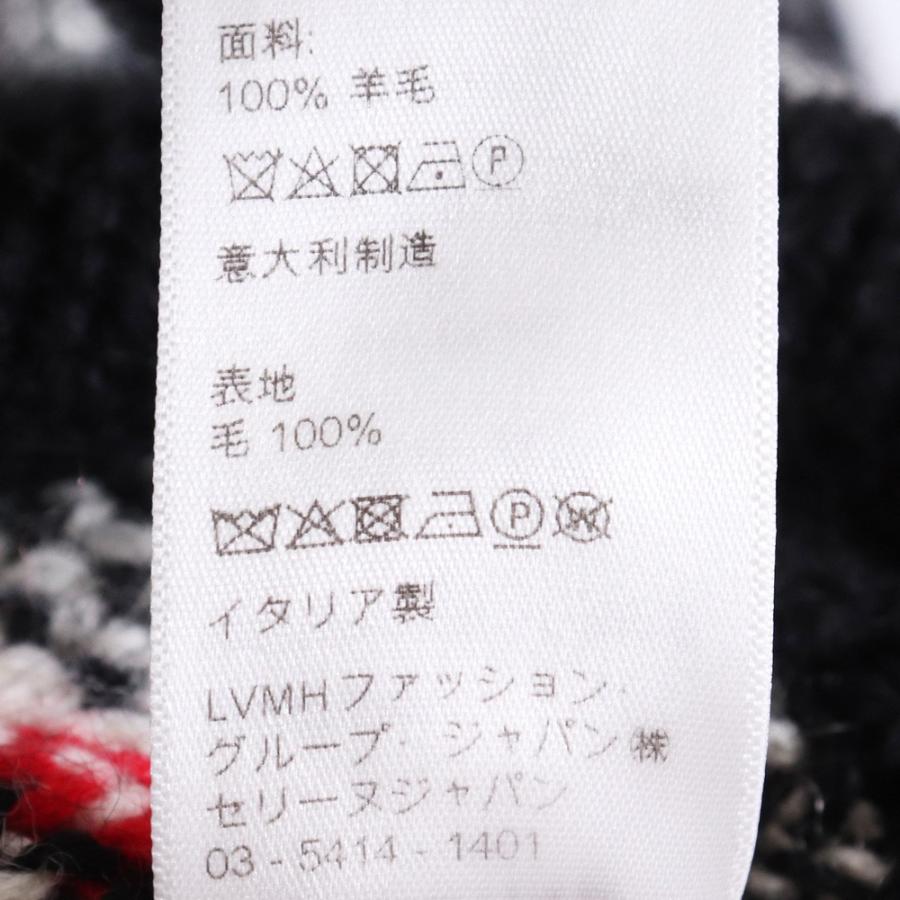 面料:
100% 羊毛
P
意大利制造
表地
毛 100%
P W
イタリア製
LVMHファッション・
グループ・ジャパン㈱
セリーヌジャパン
03 - 5414 - 1401